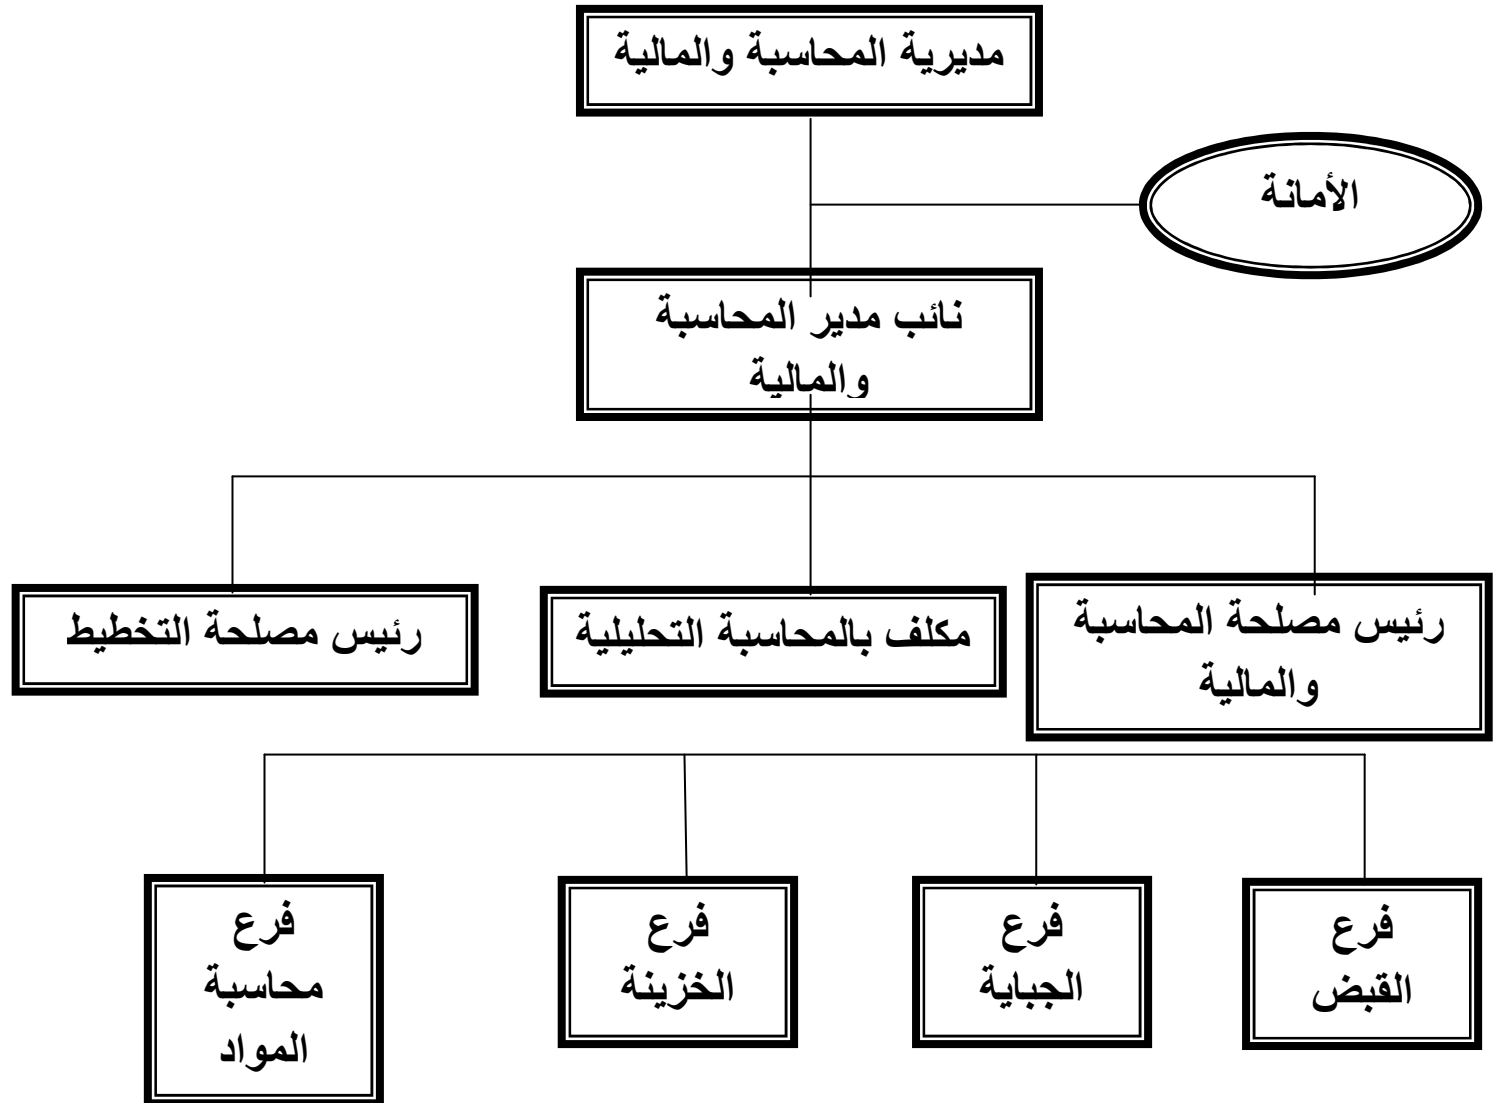 مديرية المحاسبة والمالية
الأمانة
نائب مدير المحاسبة
والمالية
رئيس مصلحة المحاسبة
والمالية
مكلف بالمحاسبة التحليلية
رئيس مصلحة التخطيط
فرع
القبض
فرع
الجباية
فرع
الخزينة
فرع
محاسبة
المواد